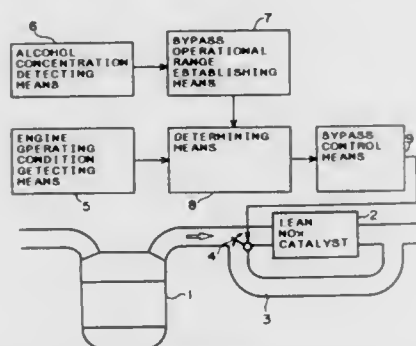 6
7
ALCOHOL
CONCENTRATION
DETECTING
MEANS
BYPASS
OPERATIONAL
RANGE
ESTABLISHING
MEANS
ENGINE
OPERATING
CONDITION
DETECTING
MEANS
DETERMINING
MEANS
BYPASS
CONTROL
MEANS
9
5
8
2
LEAN
NOX
CATALYST
4
1
3